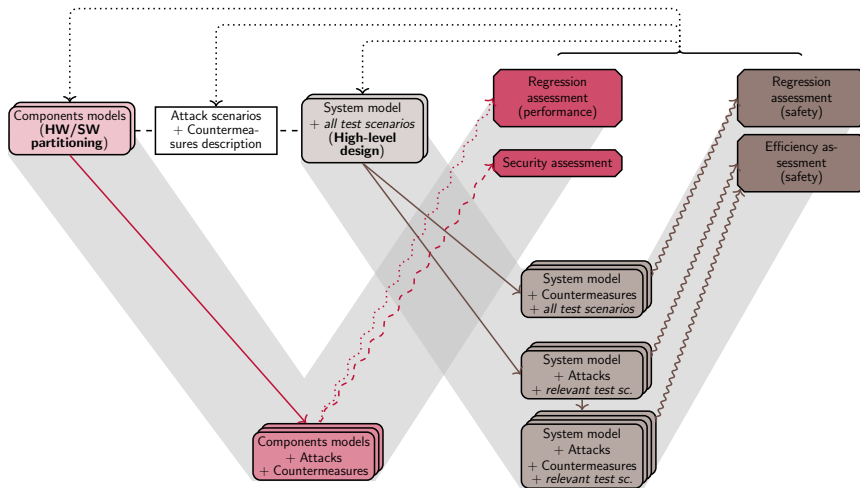 Components models
(HW/SW
partitioning)
Attack scenarios
+ Countermea-
sures description
System model
+ all test scenarios
(High-level
design)
Regression
assessment
(performance)
Security assessment
Regression
assessment
(safety)
Efficiency as-
sessment
(safety)
System model
+ Countermeasures
+ all test scenarios
System model
+ Attacks
+ relevant test sc.
Components models
+ Attacks
+ Countermeasures
System model
+ Attacks
+ Countermeasures
+ relevant test sc.